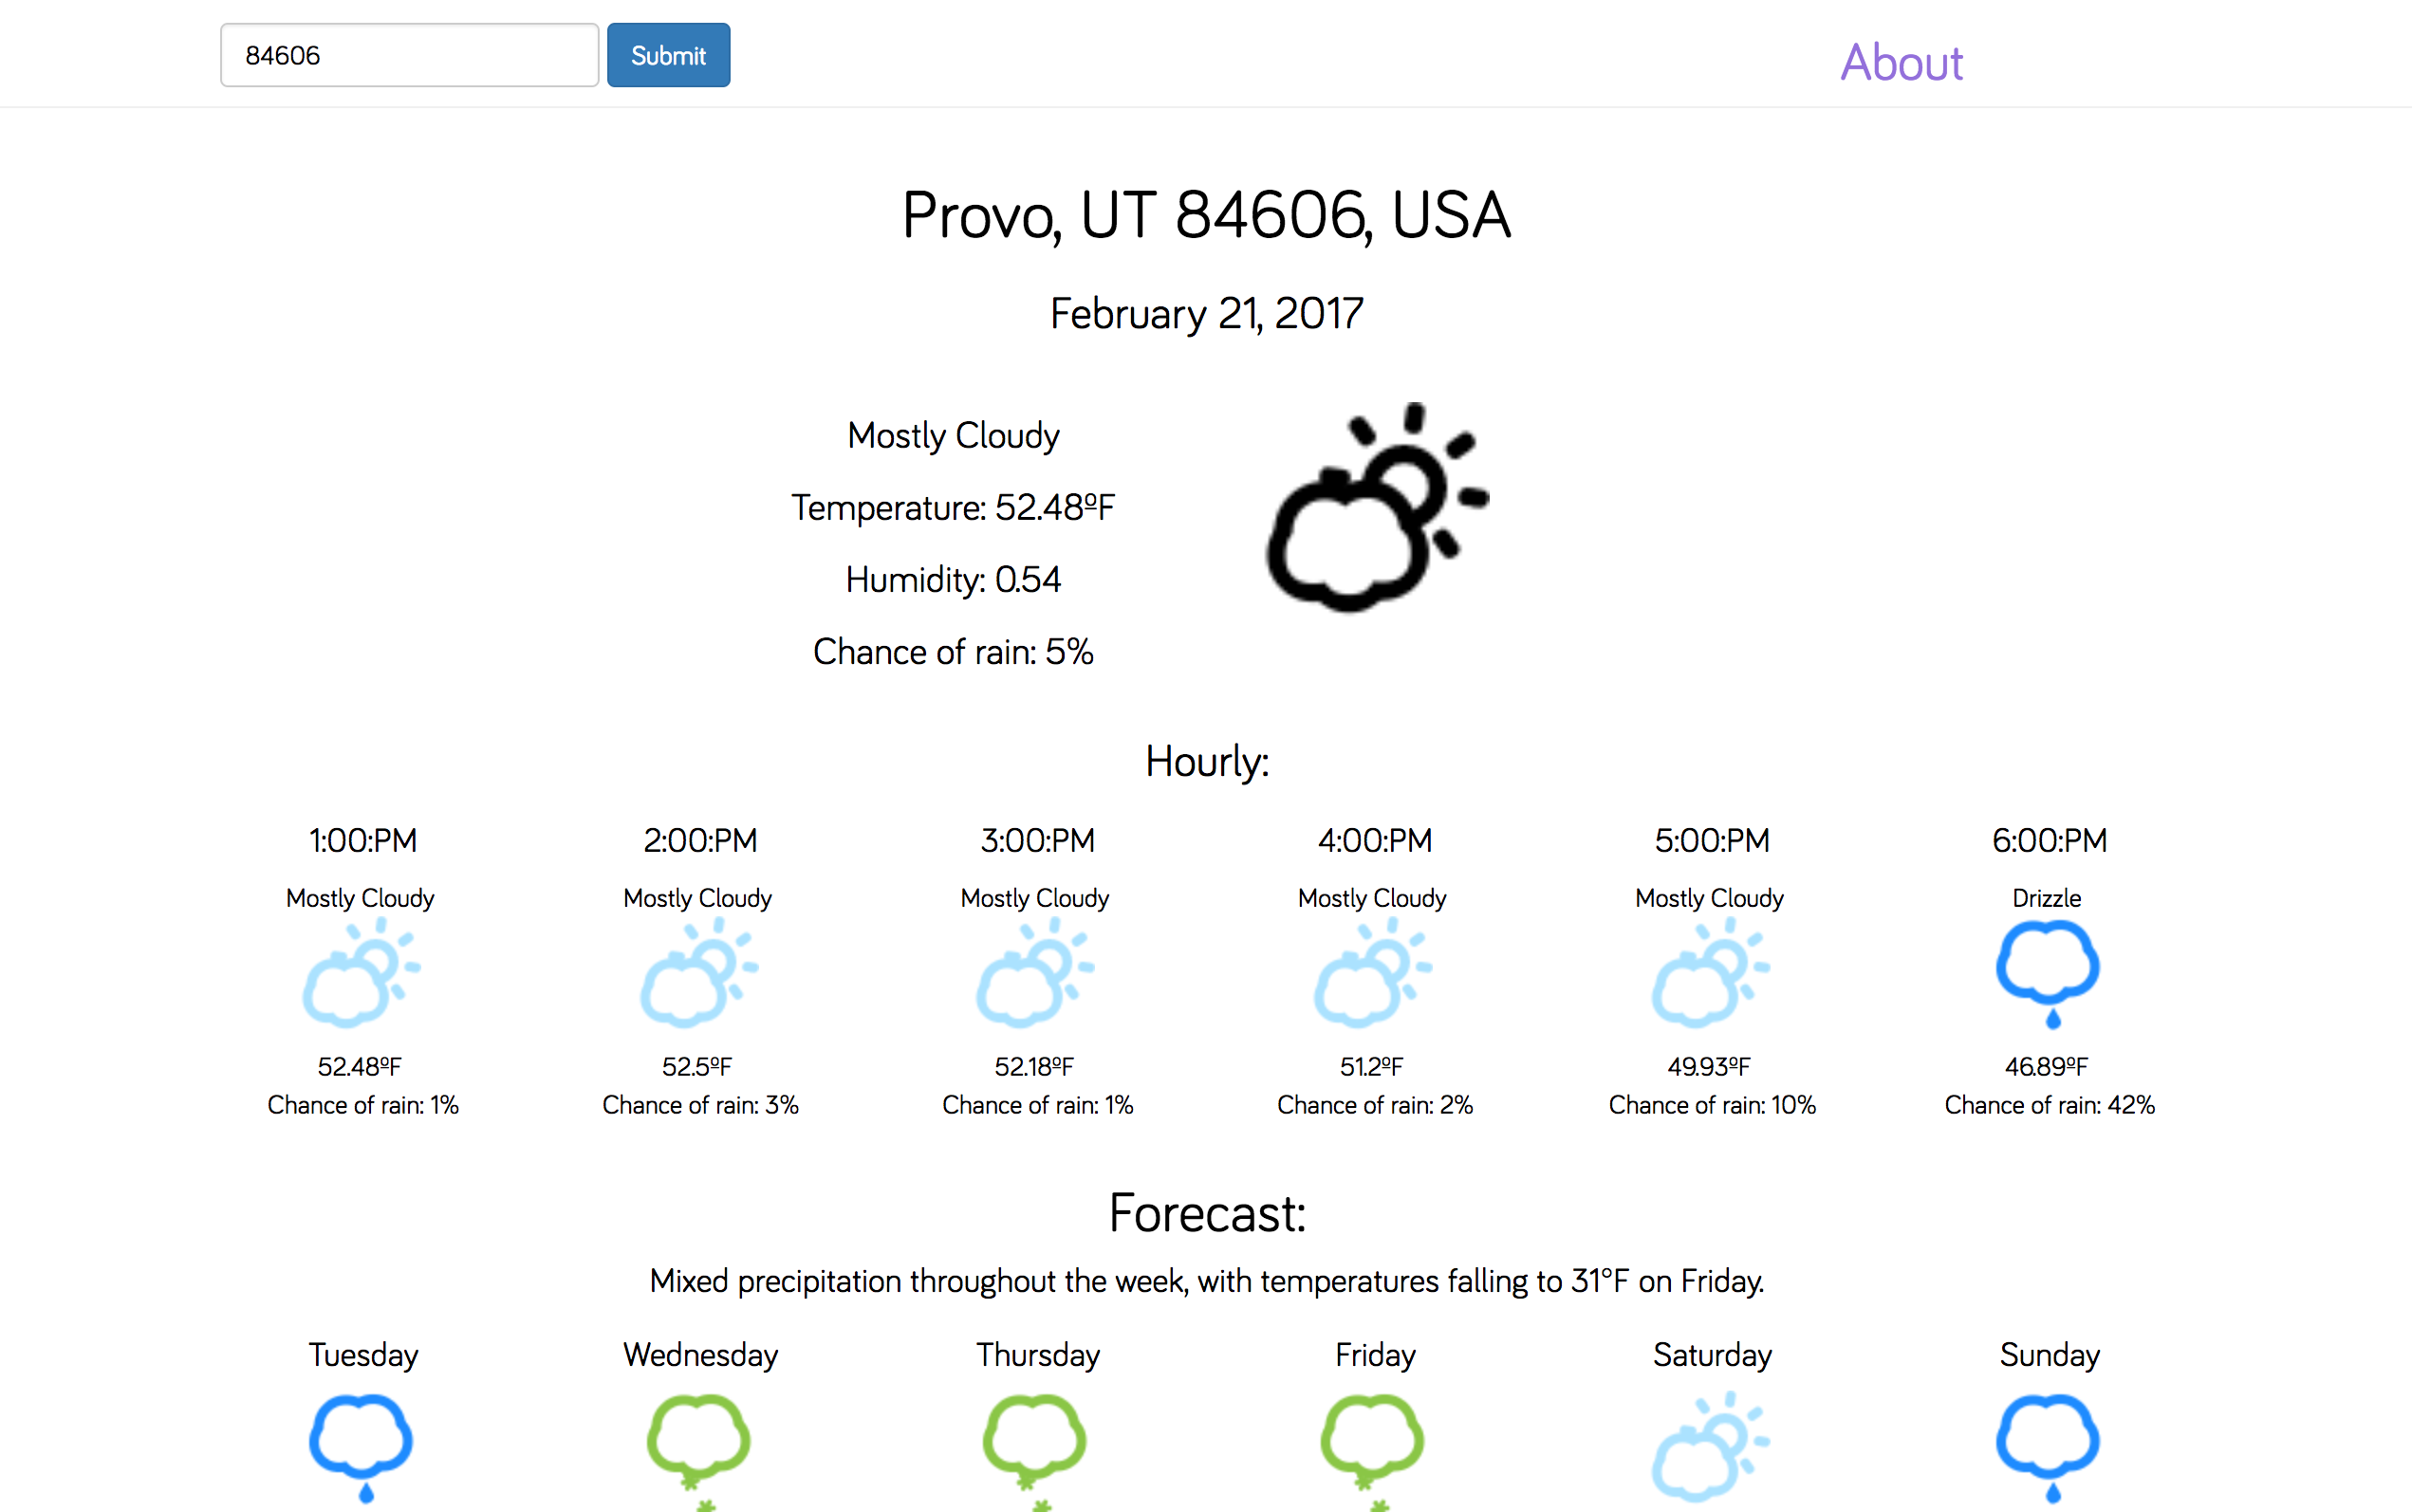 84606 Submit About
Provo, UT 84606, USA
February 21, 2017
Mostly Cloudy
Temperature: 52.48ºF
Humidity: 0.54
Chance of rain: 5%
Hourly:
1:00:PM 2:00:PM 3:00:PM 4:00:PM 5:00:PM 6:00:PM
Mostly Cloudy Mostly Cloudy Mostly Cloudy Mostly Cloudy Mostly Cloudy Drizzle
52.48ºF 52.5ºF 52.18ºF 51.2ºF 49.93ºF 46.89ºF
Chance of rain: 1% Chance of rain: 3% Chance of rain: 1% Chance of rain: 2% Chance of rain: 10% Chance of rain: 42%
Forecast:
Mixed precipitation throughout the week, with temperatures falling to 31°F on Friday.
Tuesday Wednesday Thursday Friday Saturday Sunday